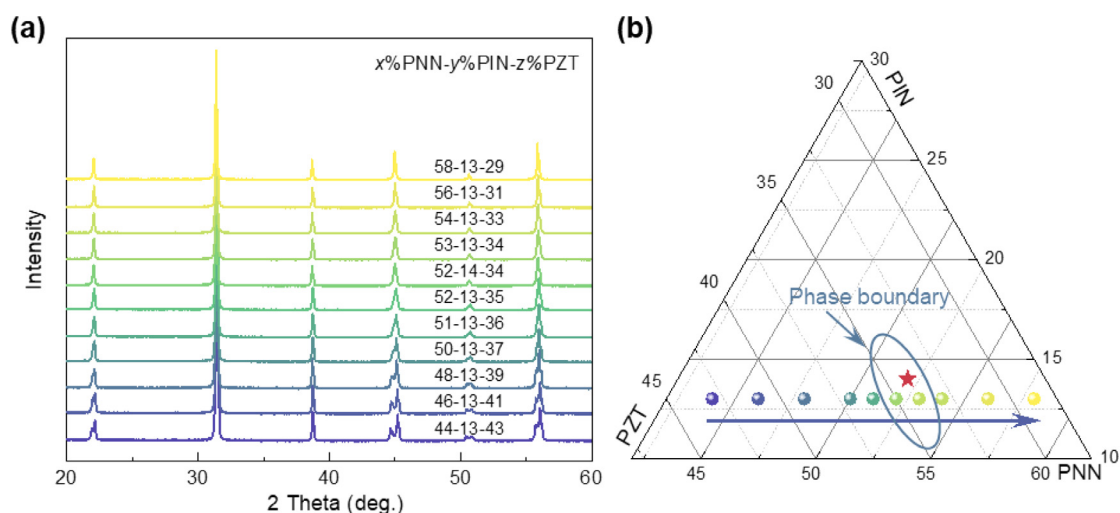 (a)
x%PNN-y%PIN-z%PZT
58-13-29
56-13-31
54-13-33
53-13-34
52-14-34
52-13-35
51-13-36
50-13-37
48-13-39
46-13-41
44-13-43
Intensity
20 30 40 50 60
2 Theta (deg.)
(b)
30 30
PIN
25
35
20
40
Phase boundary
15
45
PZT
10
45 50 55 60 PNN